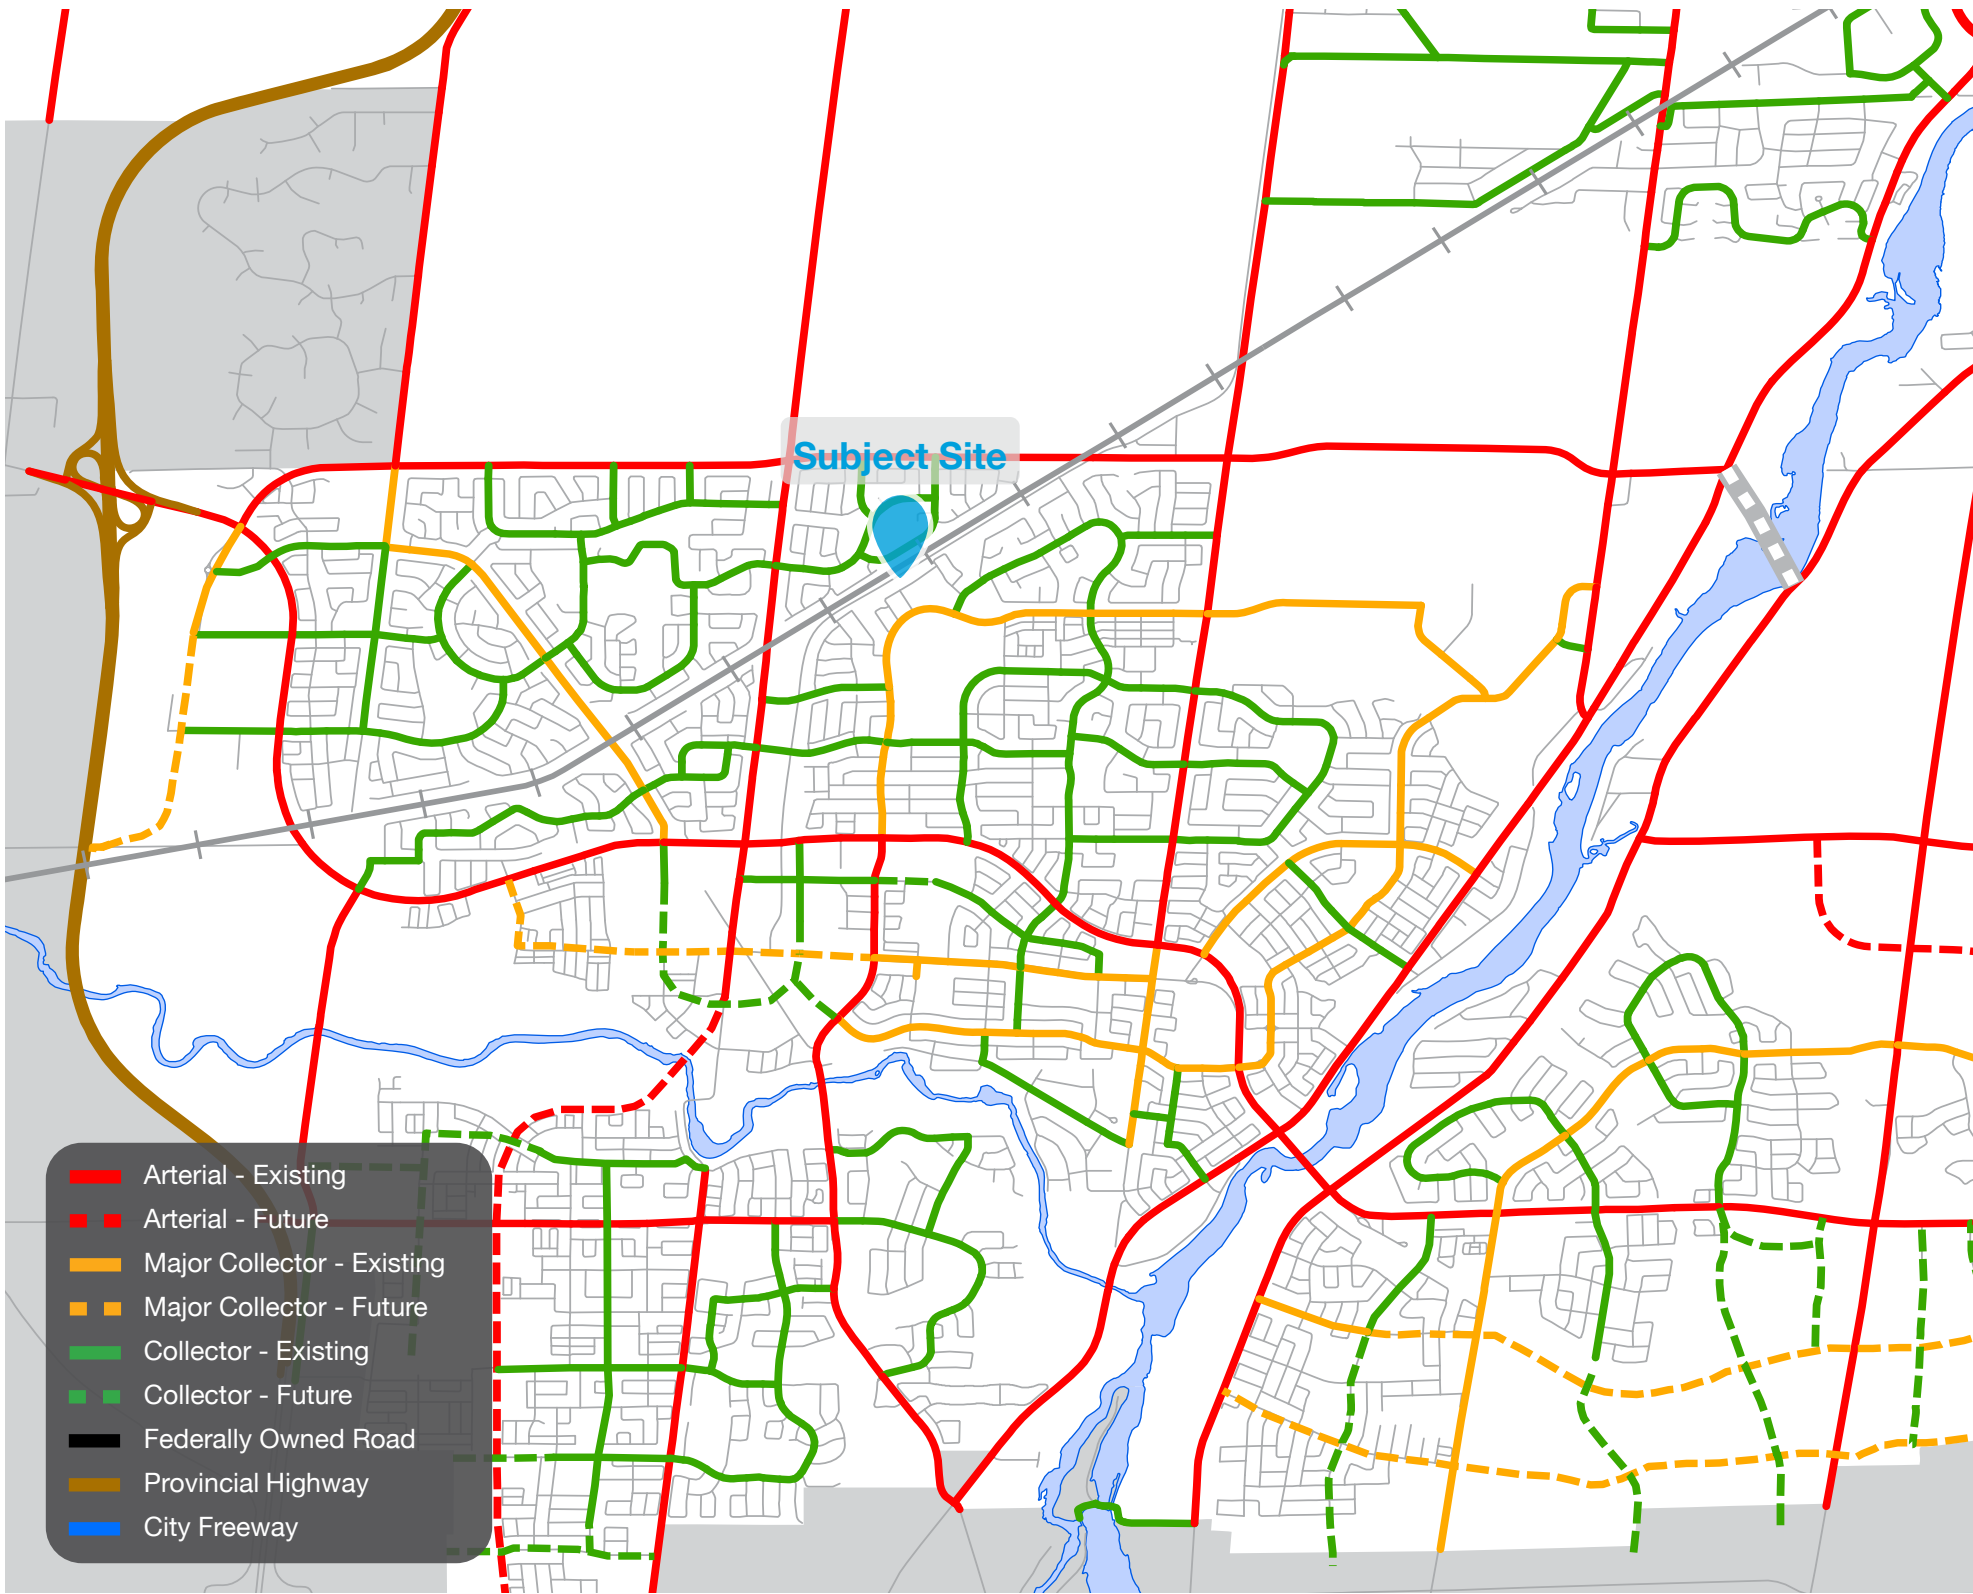 Subject Site
Arterial - Existing
Arterial - Future
Major Collector - Existing
Major Collector - Future
Collector - Existing
Collector - Future
Federally Owned Road
Provincial Highway
City Freeway